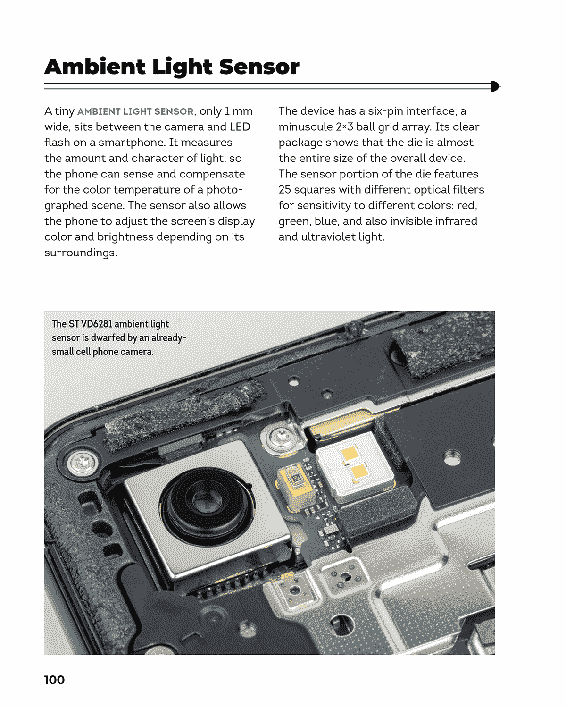 Ambient Light Sensor
A tiny AMBIENT LIGHT SENSOR, only 1 mm
wide, sits between the camera and LED
flash on a smartphone. It measures
the amount and character of light, so
the phone can sense and compensate
for the color temperature of a photo-
graphed scene. The sensor also allows
the phone to adjust the screen's display
color and brightness depending on its
surroundings.
The device has a six-pin interface, a
minuscule 2×3 ball grid array. Its clear
package shows that the die is almost
the entire size of the overall device.
The sensor portion of the die features
25 squares with different optical filters
for sensitivity to different colors: red,
green, blue, and also invisible infrared
and ultraviolet light.
The ST VD6281 ambient light
sensor is dwarfed by an already-
small cell phone camera.
100